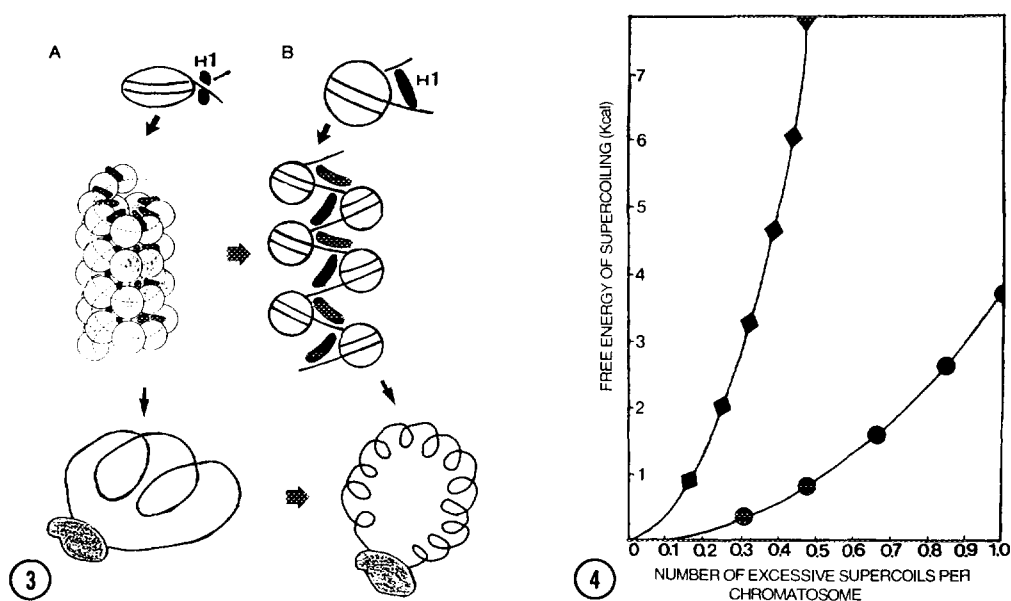 A
H1
B
H1
3
FREE ENERGY OF SUPERCOILING (Kcal)
7
6
5
4
3
2
1
0 0.1 0.2 0.3 0.4 0.5 0.6 0.7 0.8 0.9 1.0
NUMBER OF EXCESSIVE SUPERCOILS PER
CHROMATOSOME
4